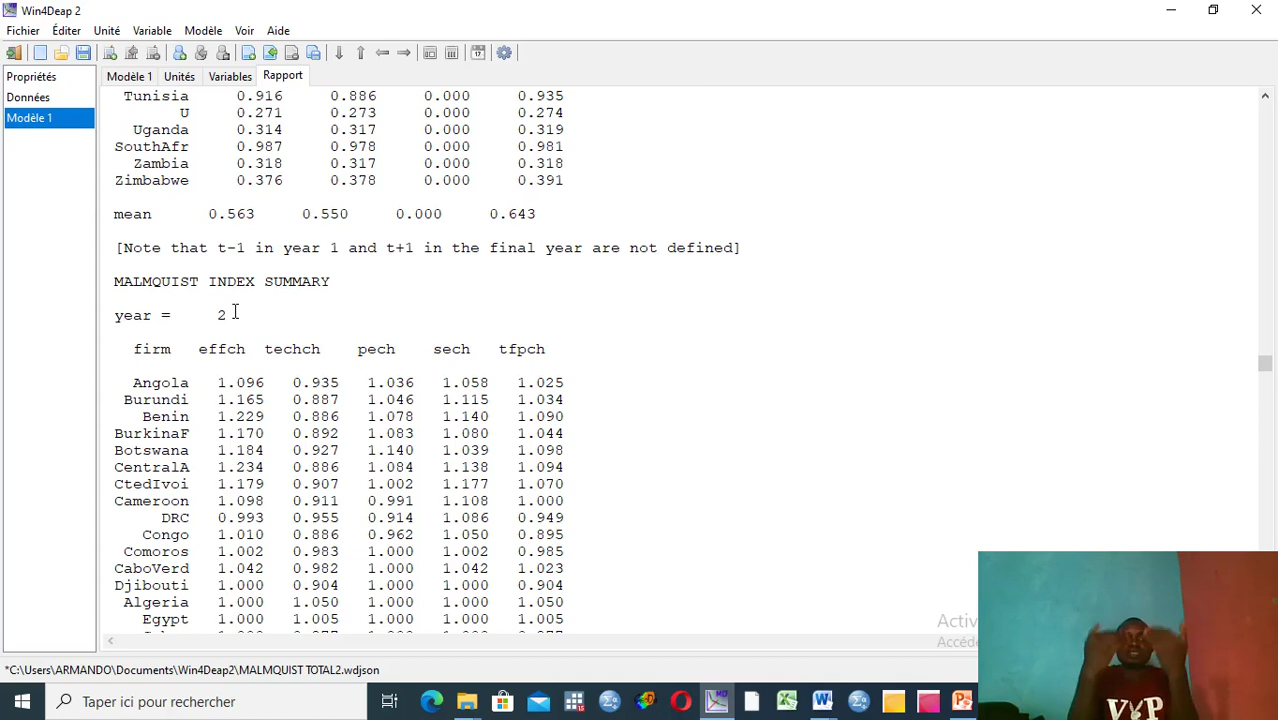 Win4Deap 2
Fichier Éditer Unité Variable Modèle Voir Aide
Propriétés
Données
Modèle 1
Modèle 1 Unités Variables Rapport
Tunisia 0.916 0.886 0.000 0.935
U 0.271 0.273 0.000 0.274
Uganda 0.314 0.317 0.000 0.319
SouthAfr 0.987 0.978 0.000 0.981
Zambia 0.318 0.317 0.000 0.318
Zimbabwe 0.376 0.378 0.000 0.391
mean 0.563 0.550 0.000 0.643
[Note that t-1 in year 1 and t+1 in the final year are not defined]
MALMQUIST INDEX SUMMARY
year = 2
firm effch techch pech sech tfpch
Angola 1.096 0.935 1.036 1.058 1.025
Burundi 1.165 0.887 1.046 1.115 1.034
Benin 1.229 0.886 1.078 1.140 1.090
BurkinaF 1.170 0.892 1.083 1.080 1.044
Botswana 1.184 0.927 1.140 1.039 1.098
CentralA 1.234 0.886 1.084 1.138 1.094
CtedIvoi 1.179 0.907 1.002 1.177 1.070
Cameroon 1.098 0.911 0.991 1.108 1.000
DRC 0.993 0.955 0.914 1.086 0.949
Congo 1.010 0.886 0.962 1.050 0.895
Comoros 1.002 0.983 1.000 1.002 0.985
CaboVerd 1.042 0.982 1.000 1.042 1.023
Djibouti 1.000 0.904 1.000 1.000 0.904
Algeria 1.000 1.050 1.000 1.000 1.050
Egypt 1.000 1.005 1.000 1.000 1.005
Activ
Accéde
*C:\Users\ARMANDO\Documents\Win4Deap2\MALMQUIST TOTAL2.wdjson
Taper ici pour rechercher